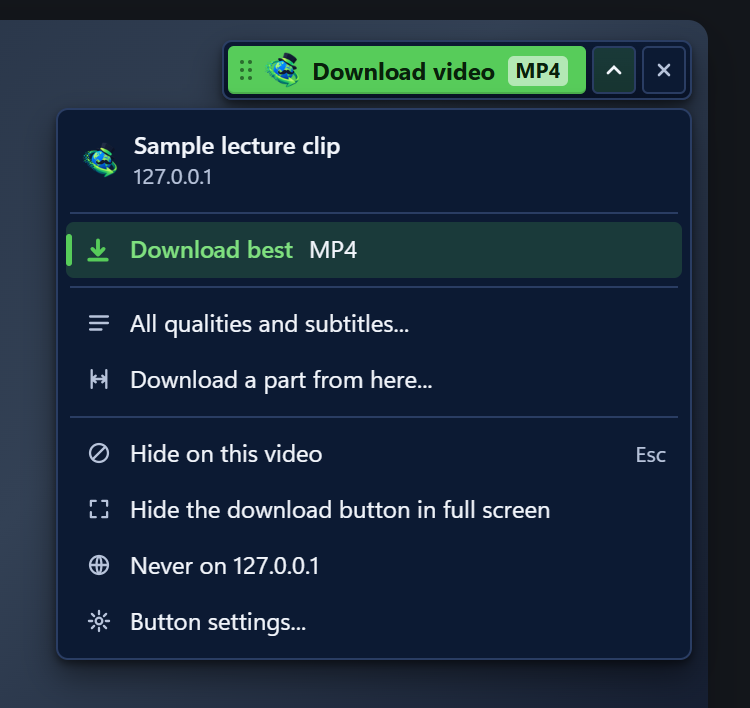 Download video MP4
Sample lecture clip
127.0.0.1
Download best MP4
All qualities and subtitles...
Download a part from here...
Hide on this video Esc
Hide the download button in full screen
Never on 127.0.0.1
Button settings...